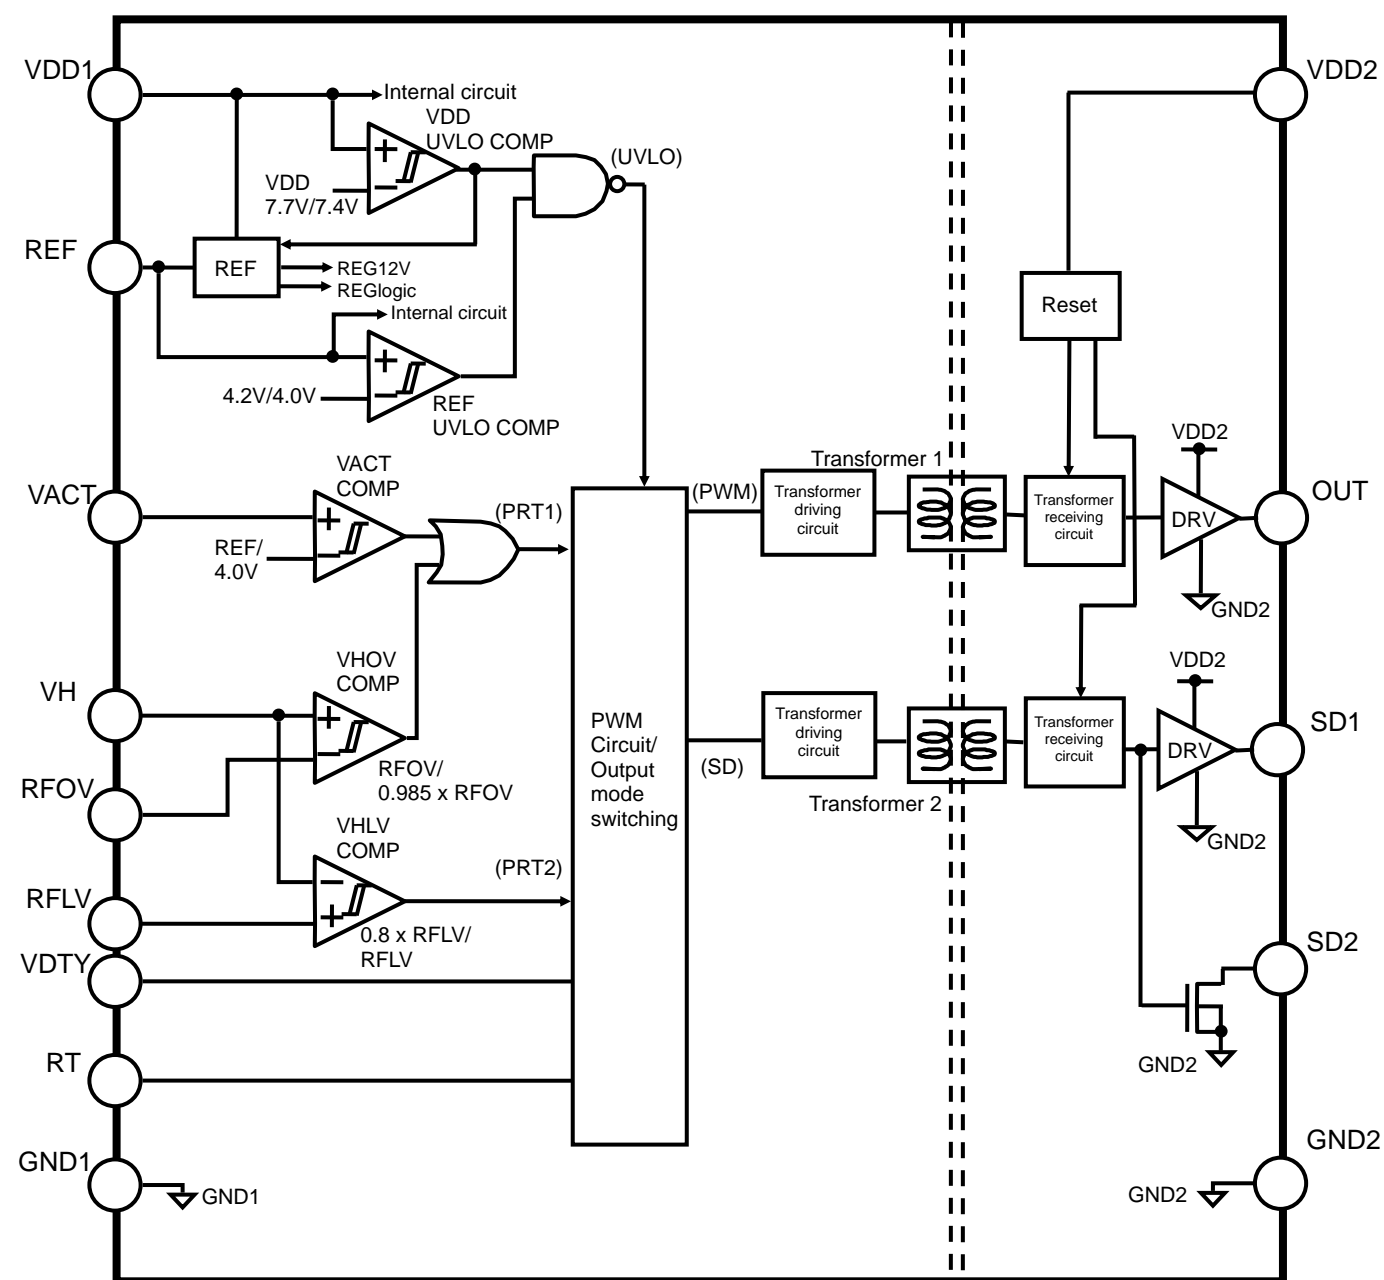 VDD1
Internal circuit
VDD
UVLO COMP
(UVLO)
VDD
7.7V/7.4V
+
−
REF
REF
REG12V
REGlogic
Internal circuit
+
−
4.2V/4.0V
REF
UVLO COMP
VACT
VACT
COMP
+
−
REF/
4.0V
(PRT1)
VH
VHOV
COMP
+
−
RFOV
RFOV/
0.985 x RFOV
VHLV
COMP
(PRT2)
−
+
RFLV
0.8 x RFLV/
RFLV
VDTY
RT
GND1
GND1
PWM
Circuit/
Output
mode
switching
(PWM)
Transformer
driving
circuit
Transformer 1
Transformer
receiving
circuit
(SD)
Transformer
driving
circuit
Transformer 2
Transformer
receiving
circuit
Reset
VDD2
VDD2
DRV
GND2
OUT
VDD2
DRV
GND2
SD1
SD2
GND2
GND2
GND2